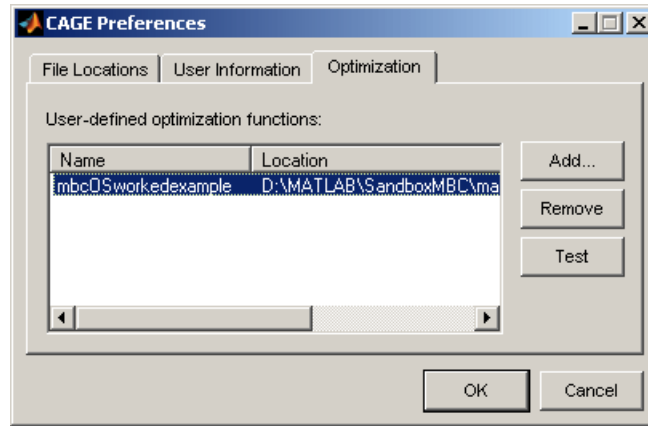 CAGE Preferences
File Locations User Information Optimization
User-defined optimization functions:
Name Location
mbcOSworkedexample D:\MATLAB\SandboxMBC\ma
Add...
Remove
Test
OK Cancel